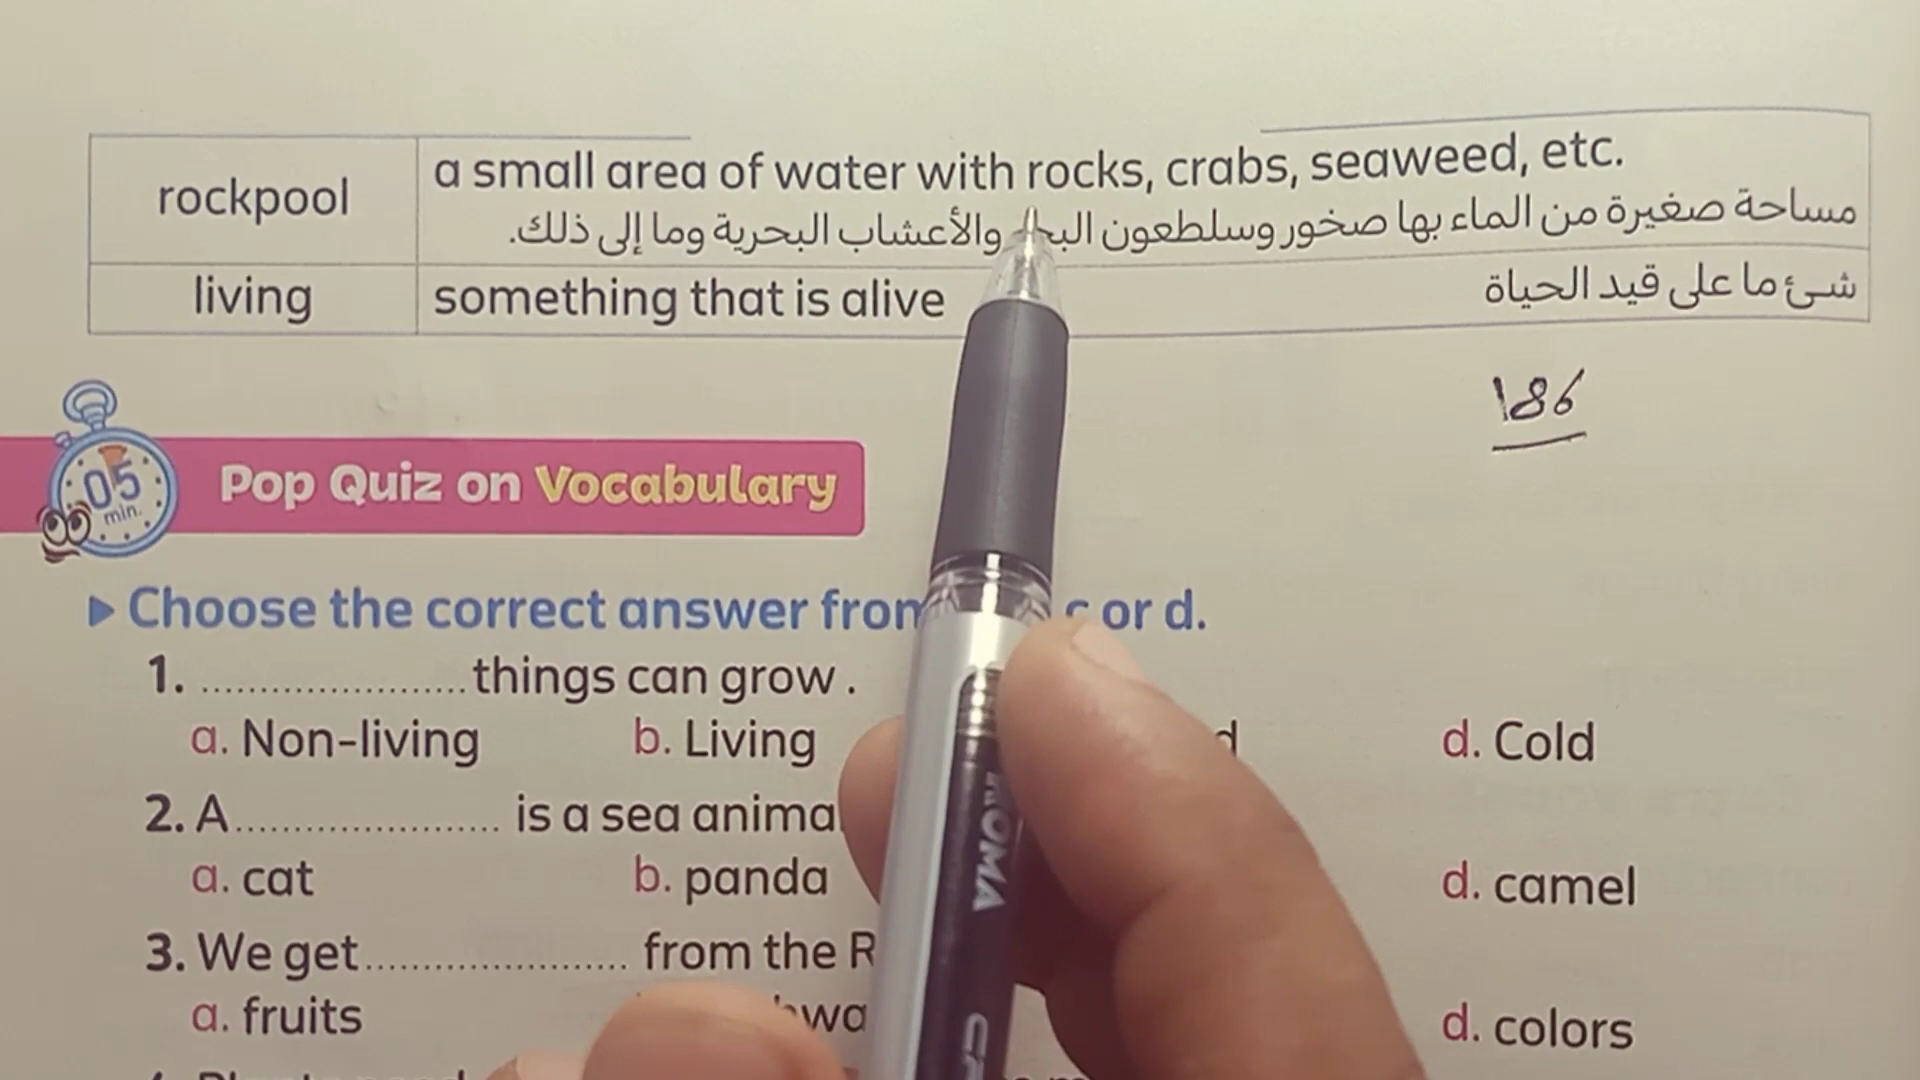 rockpool
a small area of water with rocks, crabs, seaweed, etc.
مساحة صغيرة من الماء بها صخور وسلطعون والأعشاب البحرية وما إلى ذلك.
living
something that is alive
شئ ما على قيد الحياة
186
05 min.
Pop Quiz on Vocabulary
Choose the correct answer from c or d.
1. ...................... things can grow .
a. Non-living b. Living d. Cold
2. A ...................... is a sea animal
a. cat b. panda d. camel
3. We get ...................... from the
a. fruits d. colors
ROMA